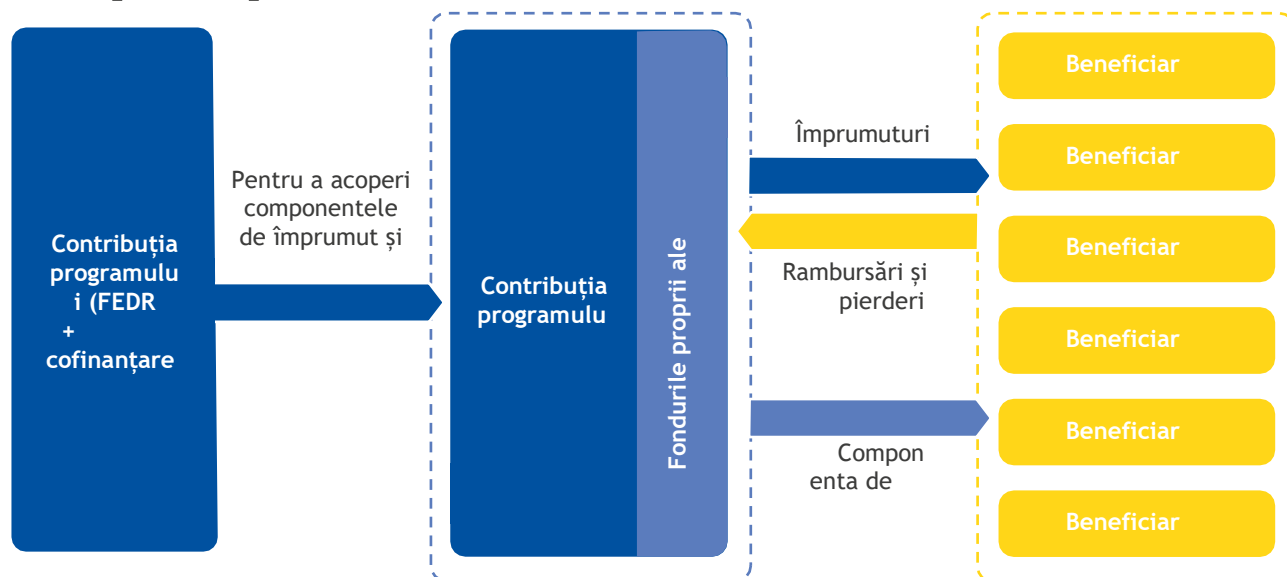 Contribuția
programulu
i (FEDR
+
cofinanțare
Pentru a acoperi
componentele
de împrumut și
Contribuția
programulu
Fondurile proprii ale
Împrumuturi
Rambursări și
pierderi
Compon
enta de
Beneficiar
Beneficiar
Beneficiar
Beneficiar
Beneficiar
Beneficiar